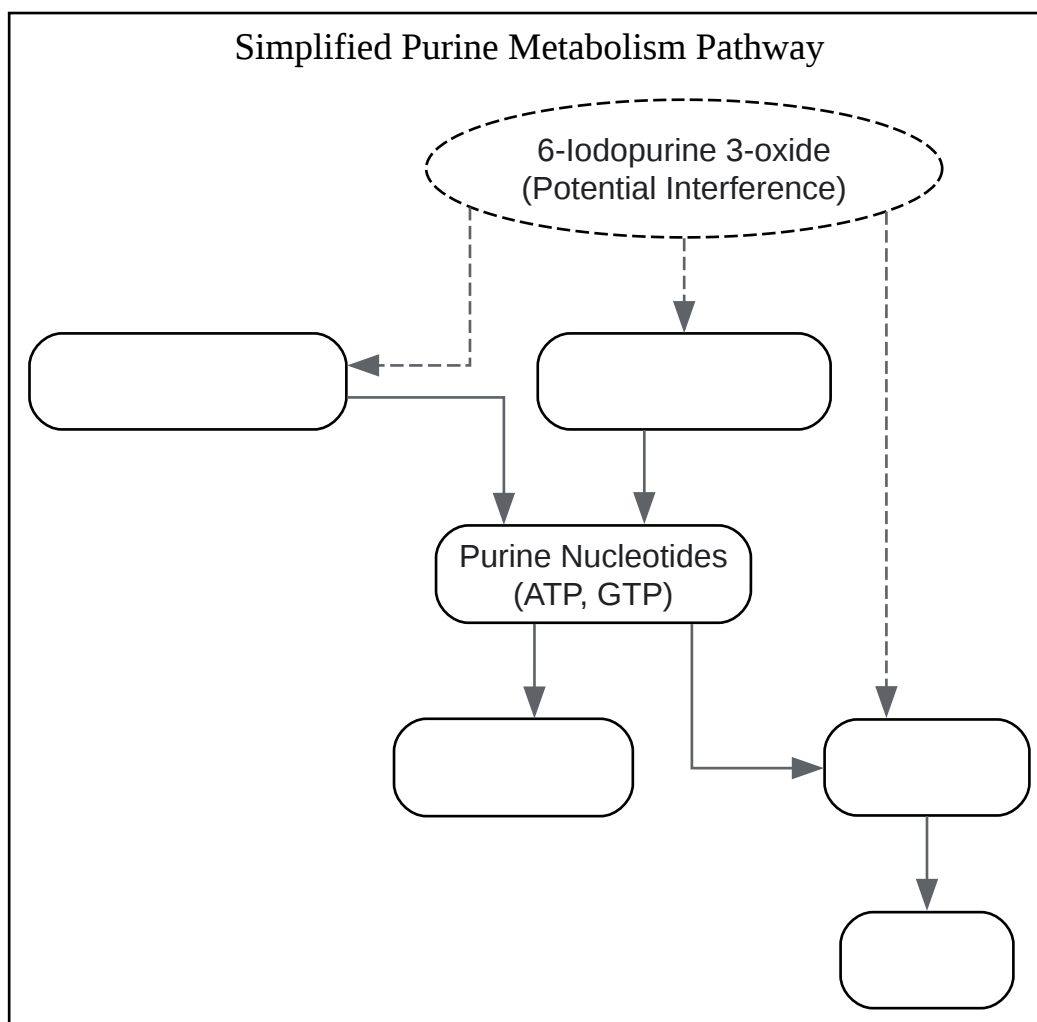 Simplified Purine Metabolism Pathway
6-Iodopurine 3-oxide
(Potential Interference)
Purine Nucleotides
(ATP, GTP)